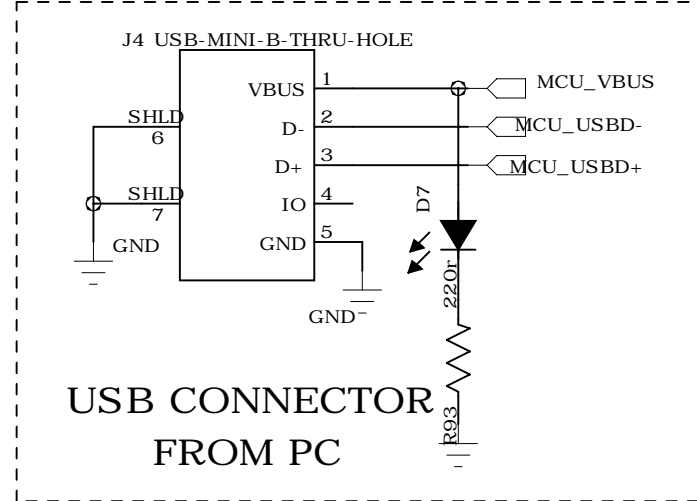 J4 USB-MINI-B-THRU-HOLE
VBUS 1 MCU_VBUS
SHLD D- 2 MCU_USBD-
6
D+ 3 MCU_USBD+
SHLD IO 4 D7
7
GND GND 5
220r
GND
USB CONNECTOR
R93
FROM PC